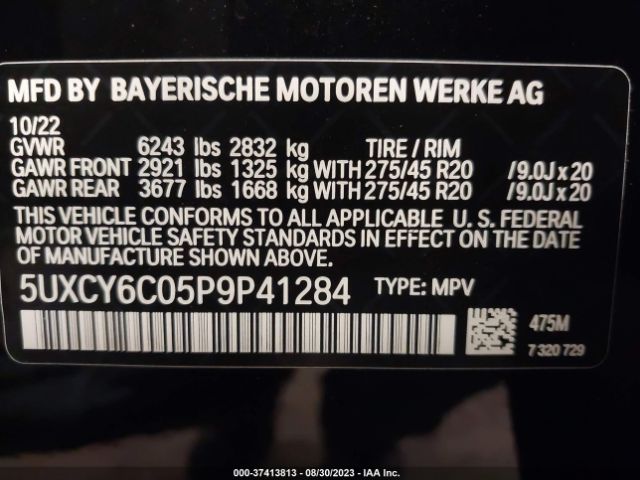 MFD BY BAYERISCHE MOTOREN WERKE AG
10/22
GVWR 6243 lbs 2832 kg TIRE / RIM
GAWR FRONT 2921 lbs 1325 kg WITH 275/45 R20 /9.0J x 20
GAWR REAR 3677 lbs 1668 kg WITH 275/45 R20 /9.0J x 20
THIS VEHICLE CONFORMS TO ALL APPLICABLE U. S. FEDERAL
MOTOR VEHICLE SAFETY STANDARDS IN EFFECT ON THE DATE
OF MANUFACTURE SHOWN ABOVE.
5UXCY6C05P9P41284 TYPE: MPV
475M
7 320 729
000-37413813 - 08/30/2023 - IAA Inc.